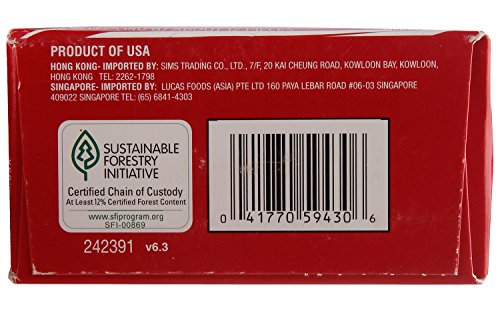 PRODUCT OF USA
HONG KONG- IMPORTED BY: SIMS TRADING CO., LTD., 7/F, 20 KAI CHEUNG ROAD, KOWLOON BAY, KOWLOON,
HONG KONG TEL: 2262-1798
SINGAPORE- IMPORTED BY: LUCAS FOODS (ASIA) PTE LTD 160 PAYA LEBAR ROAD #06-03 SINGAPORE
409022 SINGAPORE TEL: (65) 6841-4303
SUSTAINABLE
FORESTRY
INITIATIVE
Certified Chain of Custody
At Least 12% Certified Forest Content
www.sfiprogram.org
SFI-00869
0 41770 59430 6
242391 v6.3